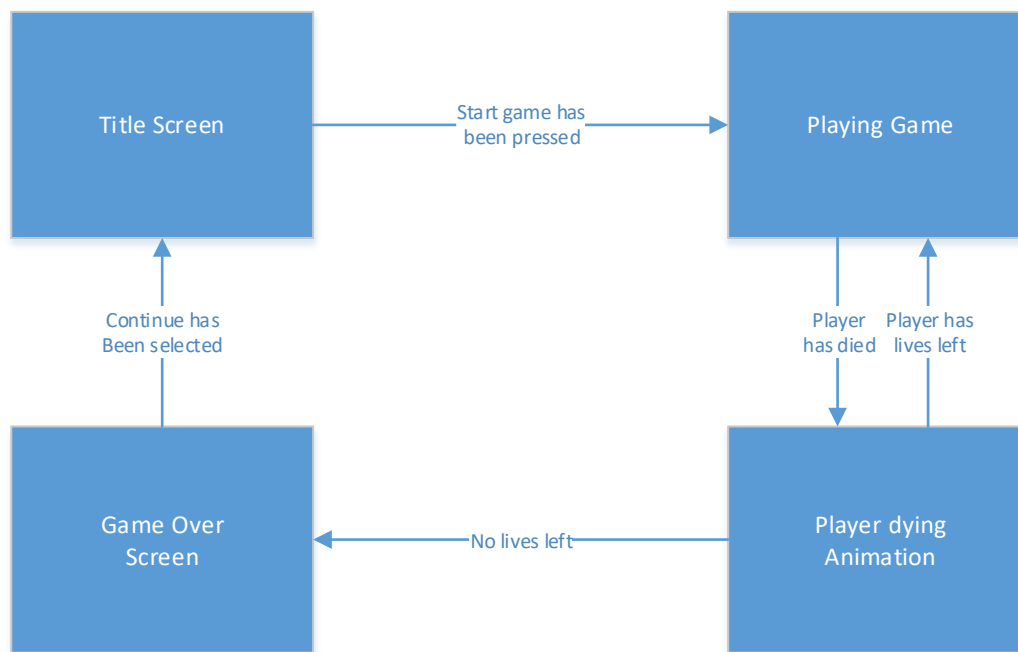 Title Screen
Start game has
been pressed
Playing Game
Continue has
Been selected
Player
has died
Player has
lives left
Game Over
Screen
No lives left
Player dying
Animation